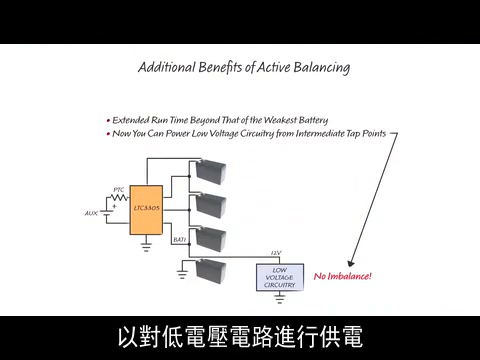 Additional Benefits of Active Balancing
• Extended Run Time Beyond That of the Weakest Battery
• Now You Can Power Low Voltage Circuitry from Intermediate Tap Points
PTC
+
AUX
LTC3305
BAT1
12V
LOW
VOLTAGE
CIRCUITRY
No Imbalance!
以對低電壓電路進行供電